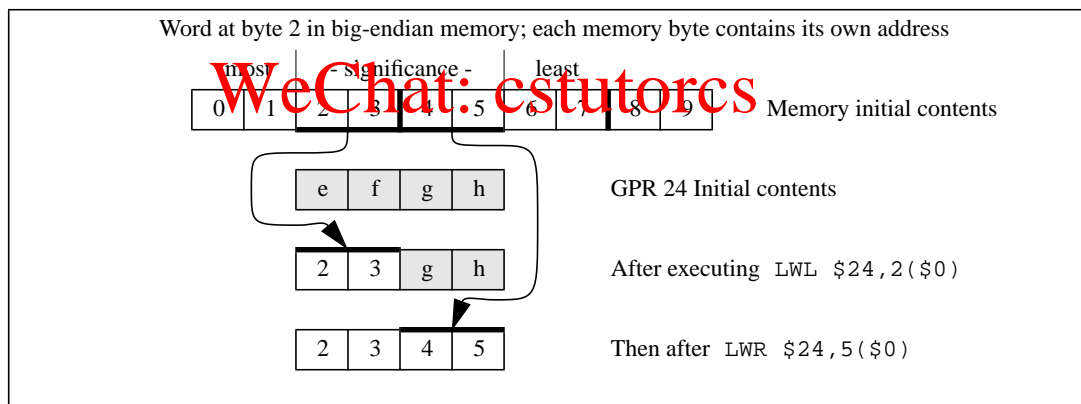 Word at byte 2 in big-endian memory; each memory byte contains its own address
most - significance - least
WeChat: cstutorcs
0 1 2 3 4 5 6 7 8 9 Memory initial contents
e f g h GPR 24 Initial contents
2 3 g h After executing LWL $24,2($0)
2 3 4 5 Then after LWR $24,5($0)